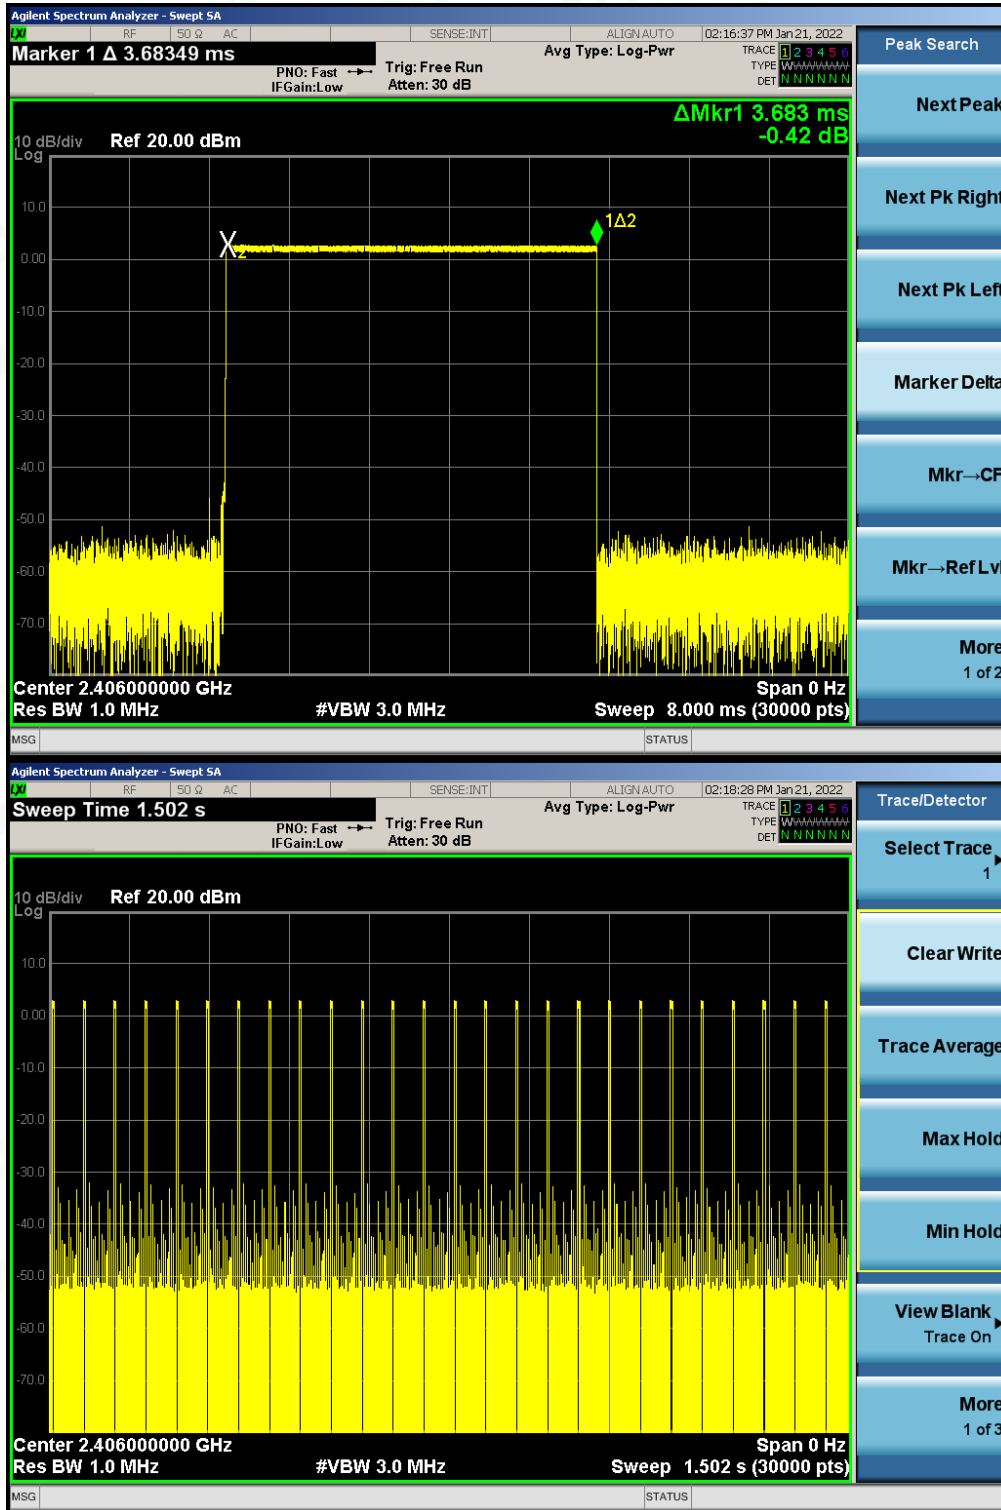 Agilent Spectrum Analyzer - Swept SA
LXI RF 50 Ω AC SENSE:INT ALIGN AUTO 02:16:37 PM Jan 21, 2022
Marker 1 Δ 3.68349 ms
PNO: Fast
IFGain:Low
Trig: Free Run
Atten: 30 dB
Avg Type: Log-Pwr
TRACE 1 2 3 4 5 6
TYPE W
DET N N N N N N
Peak Search
ΔMkr1 3.683 ms
-0.42 dB
10 dB/div Ref 20.00 dBm
Log
10.0
0.00
-10.0
-20.0
-30.0
-40.0
-50.0
-60.0
-70.0
X2
1Δ2
Center 2.406000000 GHz Span 0 Hz
Res BW 1.0 MHz #VBW 3.0 MHz Sweep 8.000 ms (30000 pts)
MSG STATUS
Next Peak
Next Pk Right
Next Pk Left
Marker Delta
Mkr→CF
Mkr→Ref Lvl
More
1 of 2
Agilent Spectrum Analyzer - Swept SA
LXI RF 50 Ω AC SENSE:INT ALIGN AUTO 02:18:28 PM Jan 21, 2022
Sweep Time 1.502 s
PNO: Fast
IFGain:Low
Trig: Free Run
Atten: 30 dB
Avg Type: Log-Pwr
TRACE 1 2 3 4 5 6
TYPE W
DET N N N N N N
Trace/Detector
10 dB/div Ref 20.00 dBm
Log
10.0
0.00
-10.0
-20.0
-30.0
-40.0
-50.0
-60.0
-70.0
Center 2.406000000 GHz Span 0 Hz
Res BW 1.0 MHz #VBW 3.0 MHz Sweep 1.502 s (30000 pts)
MSG STATUS
Select Trace
1
Clear Write
Trace Average
Max Hold
Min Hold
View Blank
Trace On
More
1 of 3